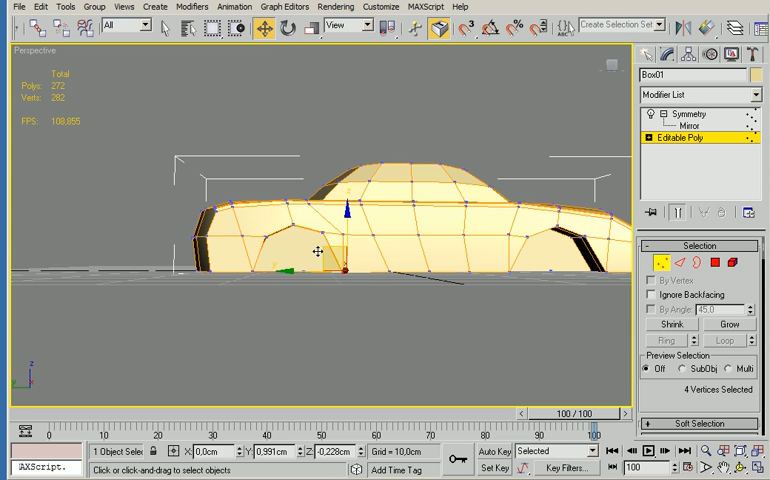 File Edit Tools Group Views Create Modifiers Animation Graph Editors Rendering Customize MAXScript Help
All View Create Selection Set
Perspective
Total
Polys: 272
Verts: 282
FPS: 108,855
z
y
x
z
y
x
Box01
Modifier List
Symmetry
Mirror
Editable Poly
Selection
By Vertex
Ignore Backfacing
By Angle: 45,0
Shrink Grow
Ring Loop
Preview Selection
Off SubObj Multi
4 Vertices Selected
Soft Selection
100 / 100
0 10 20 30 40 50 60 70 80 90 100
1 Object Selec X: 0,0cm Y: 0,991cm Z: -0,228cm Grid = 10,0cm Auto Key Selected
AXScript. Click or click-and-drag to select objects Add Time Tag Set Key Key Filters... 100